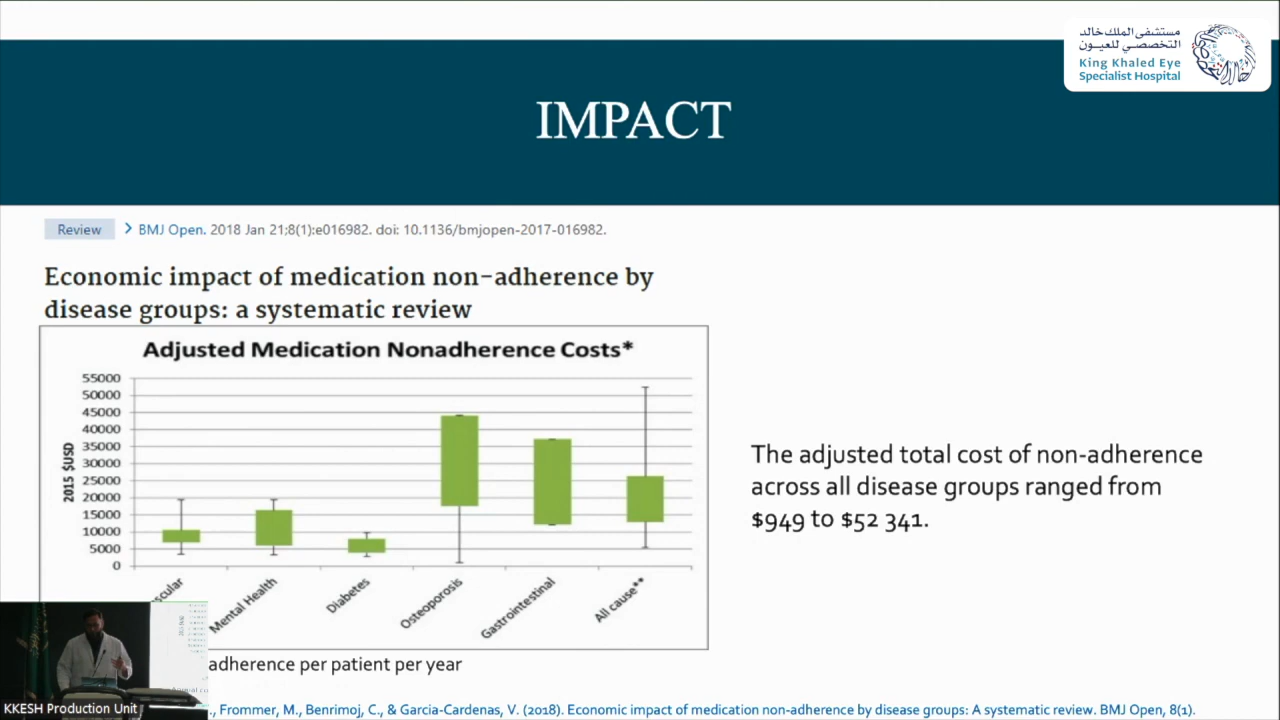 مستشفى الملك خالد
التخصصي للعيون
King Khaled Eye
Specialist Hospital
IMPACT
Review
BMJ Open. 2018 Jan 21;8(1):e016982. doi: 10.1136/bmjopen-2017-016982.
Economic impact of medication non-adherence by
disease groups: a systematic review
Adjusted Medication Nonadherence Costs*
2015 $USD
55000
50000
45000
40000
35000
30000
25000
20000
15000
10000
5000
0
scular
Mental Health
Diabetes
Osteoporosis
Gastrointestinal
All cause**
The adjusted total cost of non-adherence
across all disease groups ranged from
$949 to $52 341.
adherence per patient per year
KKESH Production Unit
., Frommer, M., Benrimoj, C., & Garcia-Cardenas, V. (2018). Economic impact of medication non-adherence by disease groups: A systematic review. BMJ Open, 8(1).